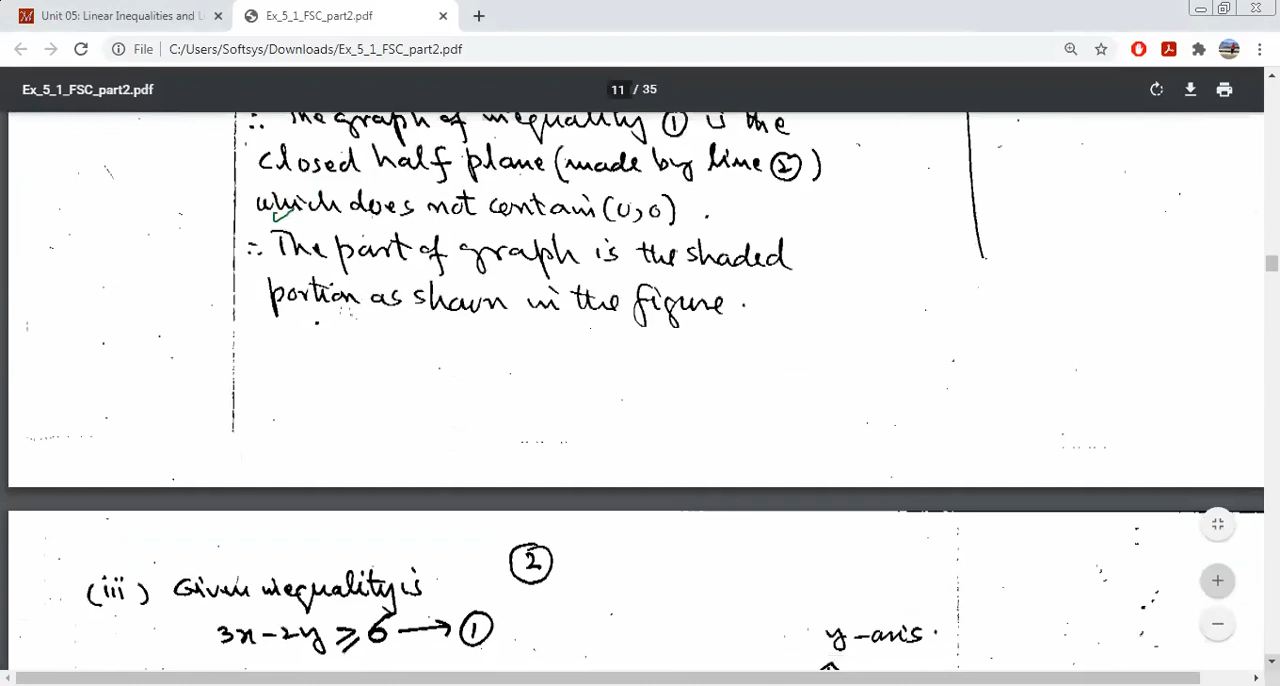 Unit 05: Linear Inequalities and L
Ex_5_1_FSC_part2.pdf
File C:/Users/Softsys/Downloads/Ex_5_1_FSC_part2.pdf
Ex_5_1_FSC_part2.pdf
11 / 35
∴ The graph of inequality ① is the
closed half plane (made by line ②)
which does not contain (0,0) .
∴ The part of graph is the shaded
portion as shown in the figure .
②
(iii) Given inequality is
3x-2y ≥ 6 → ①
y-axis